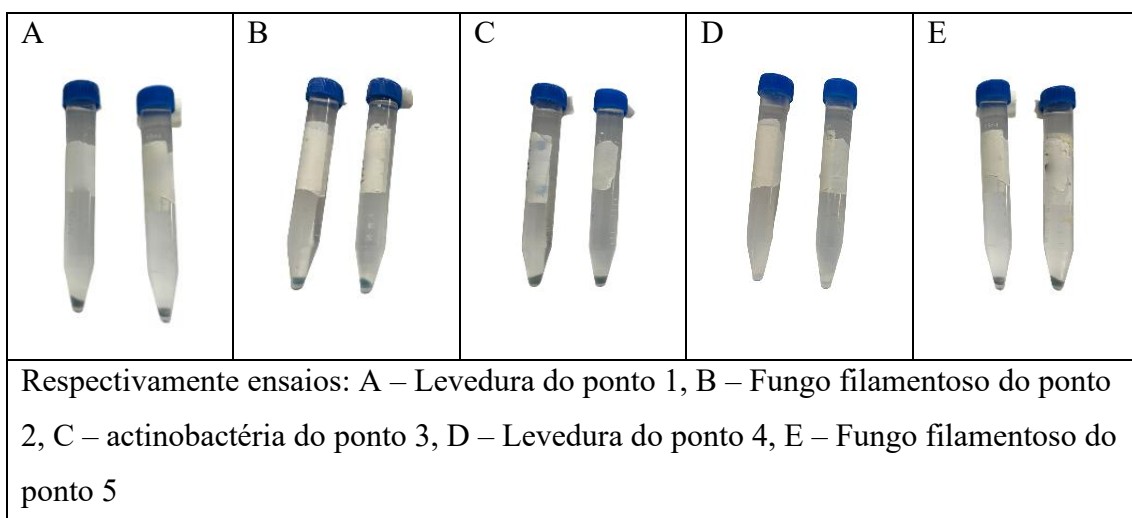 A
B
C
D
E
Respectivamente ensaios: A – Levedura do ponto 1, B – Fungo filamentoso do ponto
2, C – actinobactéria do ponto 3, D – Levedura do ponto 4, E – Fungo filamentoso do
ponto 5